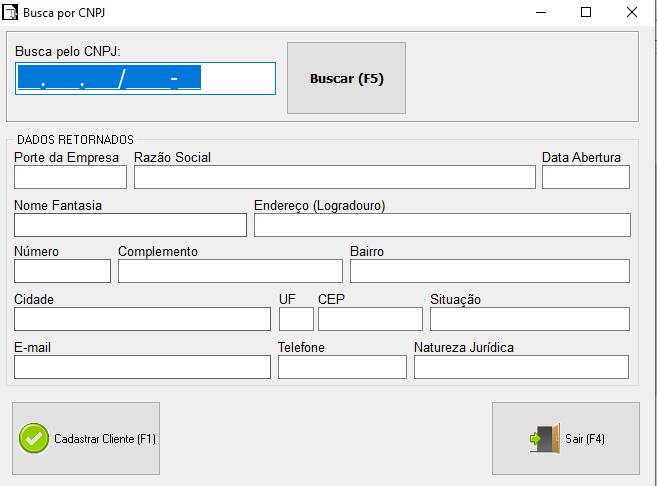 Busca por CNPJ
Busca pelo CNPJ:
__.___.___/____-__
Buscar (F5)
DADOS RETORNADOS
Porte da Empresa Razão Social Data Abertura
Nome Fantasia Endereço (Logradouro)
Número Complemento Bairro
Cidade UF CEP Situação
E-mail Telefone Natureza Jurídica
Cadastrar Cliente (F1) Sair (F4)